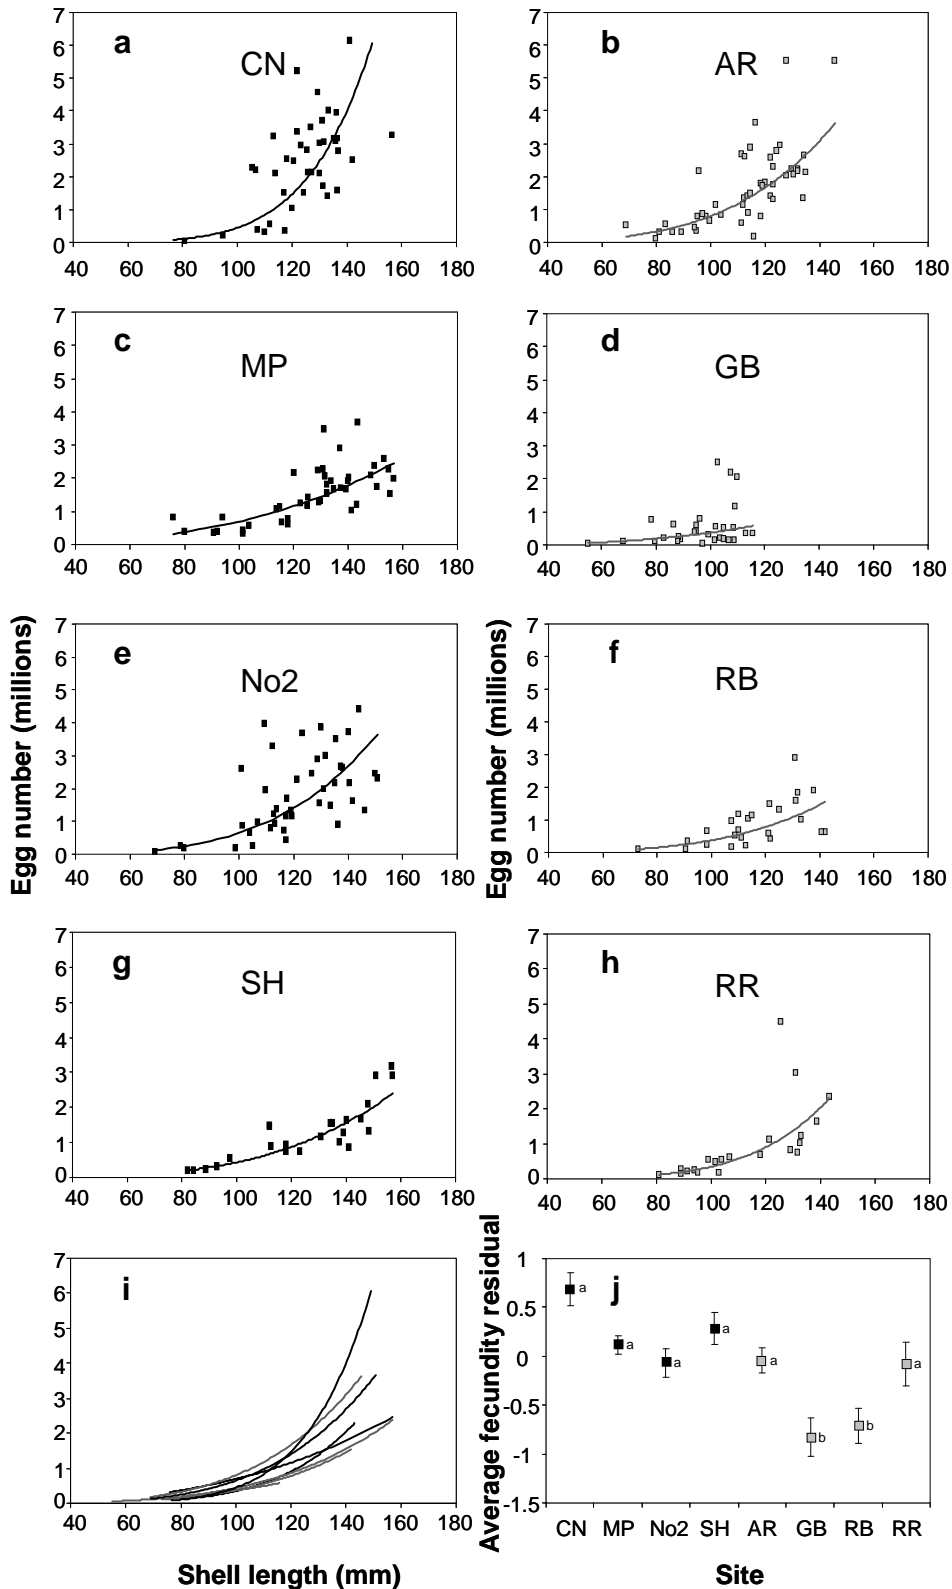 7
6
5
4
3
2
1
0
a
CN
40 60 80 100 120 140 160 180
7
6
5
4
3
2
1
0
b
AR
40 60 80 100 120 140 160 180
7
6
5
4
3
2
1
0
c
MP
40 60 80 100 120 140 160 180
7
6
5
4
3
2
1
0
d
GB
40 60 80 100 120 140 160 180
Egg number (millions)
7
6
5
4
3
2
1
0
e
No2
40 60 80 100 120 140 160 180
Egg number (millions)
7
6
5
4
3
2
1
0
f
RB
40 60 80 100 120 140 160 180
7
6
5
4
3
2
1
0
g
SH
40 60 80 100 120 140 160 180
7
6
5
4
3
2
1
0
h
RR
40 60 80 100 120 140 160 180
7
6
5
4
3
2
1
0
i
40 60 80 100 120 140 160 180
Shell length (mm)
Average fecundity residual
1
0.5
0
-0.5
-1
-1.5
j
a
a
a
a
a
b
b
a
CN MP No2 SH AR GB RB RR
Site